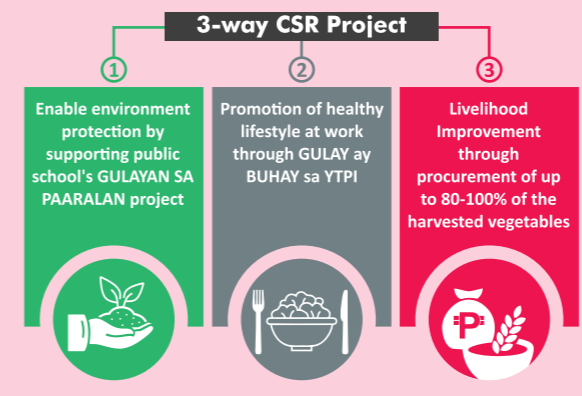 3-way CSR Project
1
2
3
Enable environment
protection by
supporting public
school's GULAYAN SA
PAARALAN project
Promotion of healthy
lifestyle at work
through GULAY ay
BUHAY sa YTPI
Livelihood
Improvement
through
procurement of up
to 80-100% of the
harvested vegetables
P